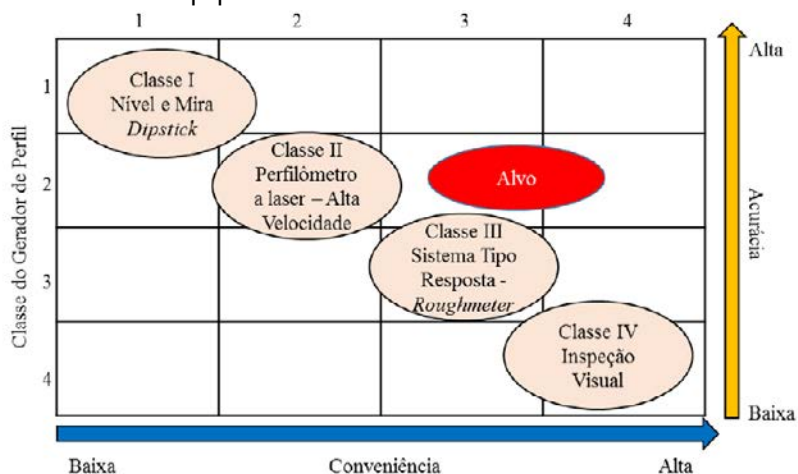 1 2 3 4
Alta
Classe I
Nível e Mira
Dipstick
1
Classe II
Perfilômetro
a laser – Alta
Velocidade
2
Alvo
Classe III
Sistema Tipo
Resposta -
Roughmeter
3
Classe IV
Inspeção
Visual
4
Classe do Gerador de Perfil
Acurácia
Baixa
Baixa Conveniência Alta